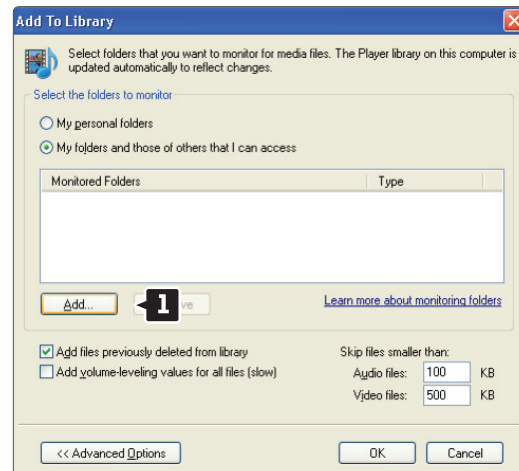 Add To Library
Select folders that you want to monitor for media files. The Player library on this computer is
updated automatically to reflect changes.
Select the folders to monitor
My personal folders
My folders and those of others that I can access
Monitored Folders Type
Add... 1 ve Learn more about monitoring folders
Add files previously deleted from library Skip files smaller than:
Add volume-leveling values for all files (slow) Audio files: 100 KB
Video files: 500 KB
<< Advanced Options OK Cancel